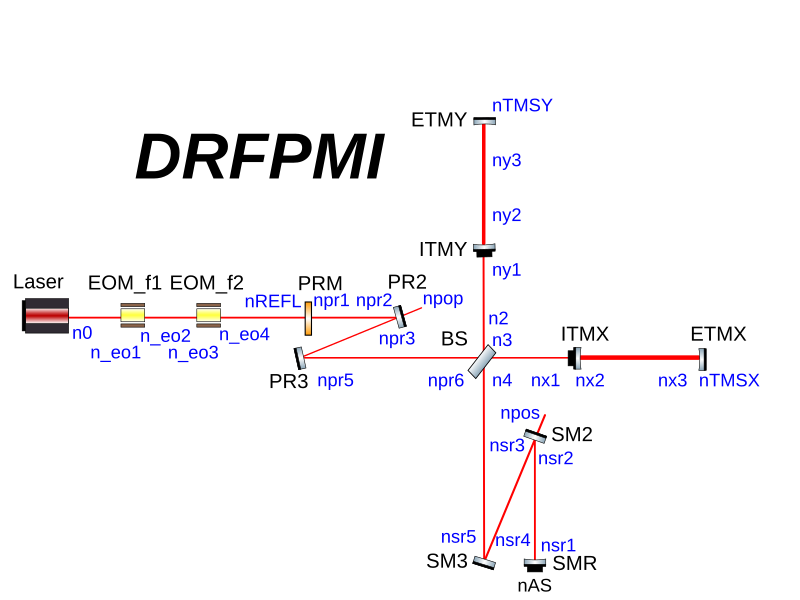 nTMSY
ETMY
DRFPMI
ny3
ny2
ITMY
ny1
Laser
EOM_f1
EOM_f2
PRM
PR2
nREFL
npr1
npr2
npop
n0
n_eo1
n_eo2
n_eo3
n_eo4
npr3
n2
n3
BS
ITMX
ETMX
PR3
npr5
npr6
n4
nx1
nx2
nx3
nTMSX
npos
SM2
nsr3
nsr2
nsr5
nsr4
nsr1
SM3
SMR
nAS